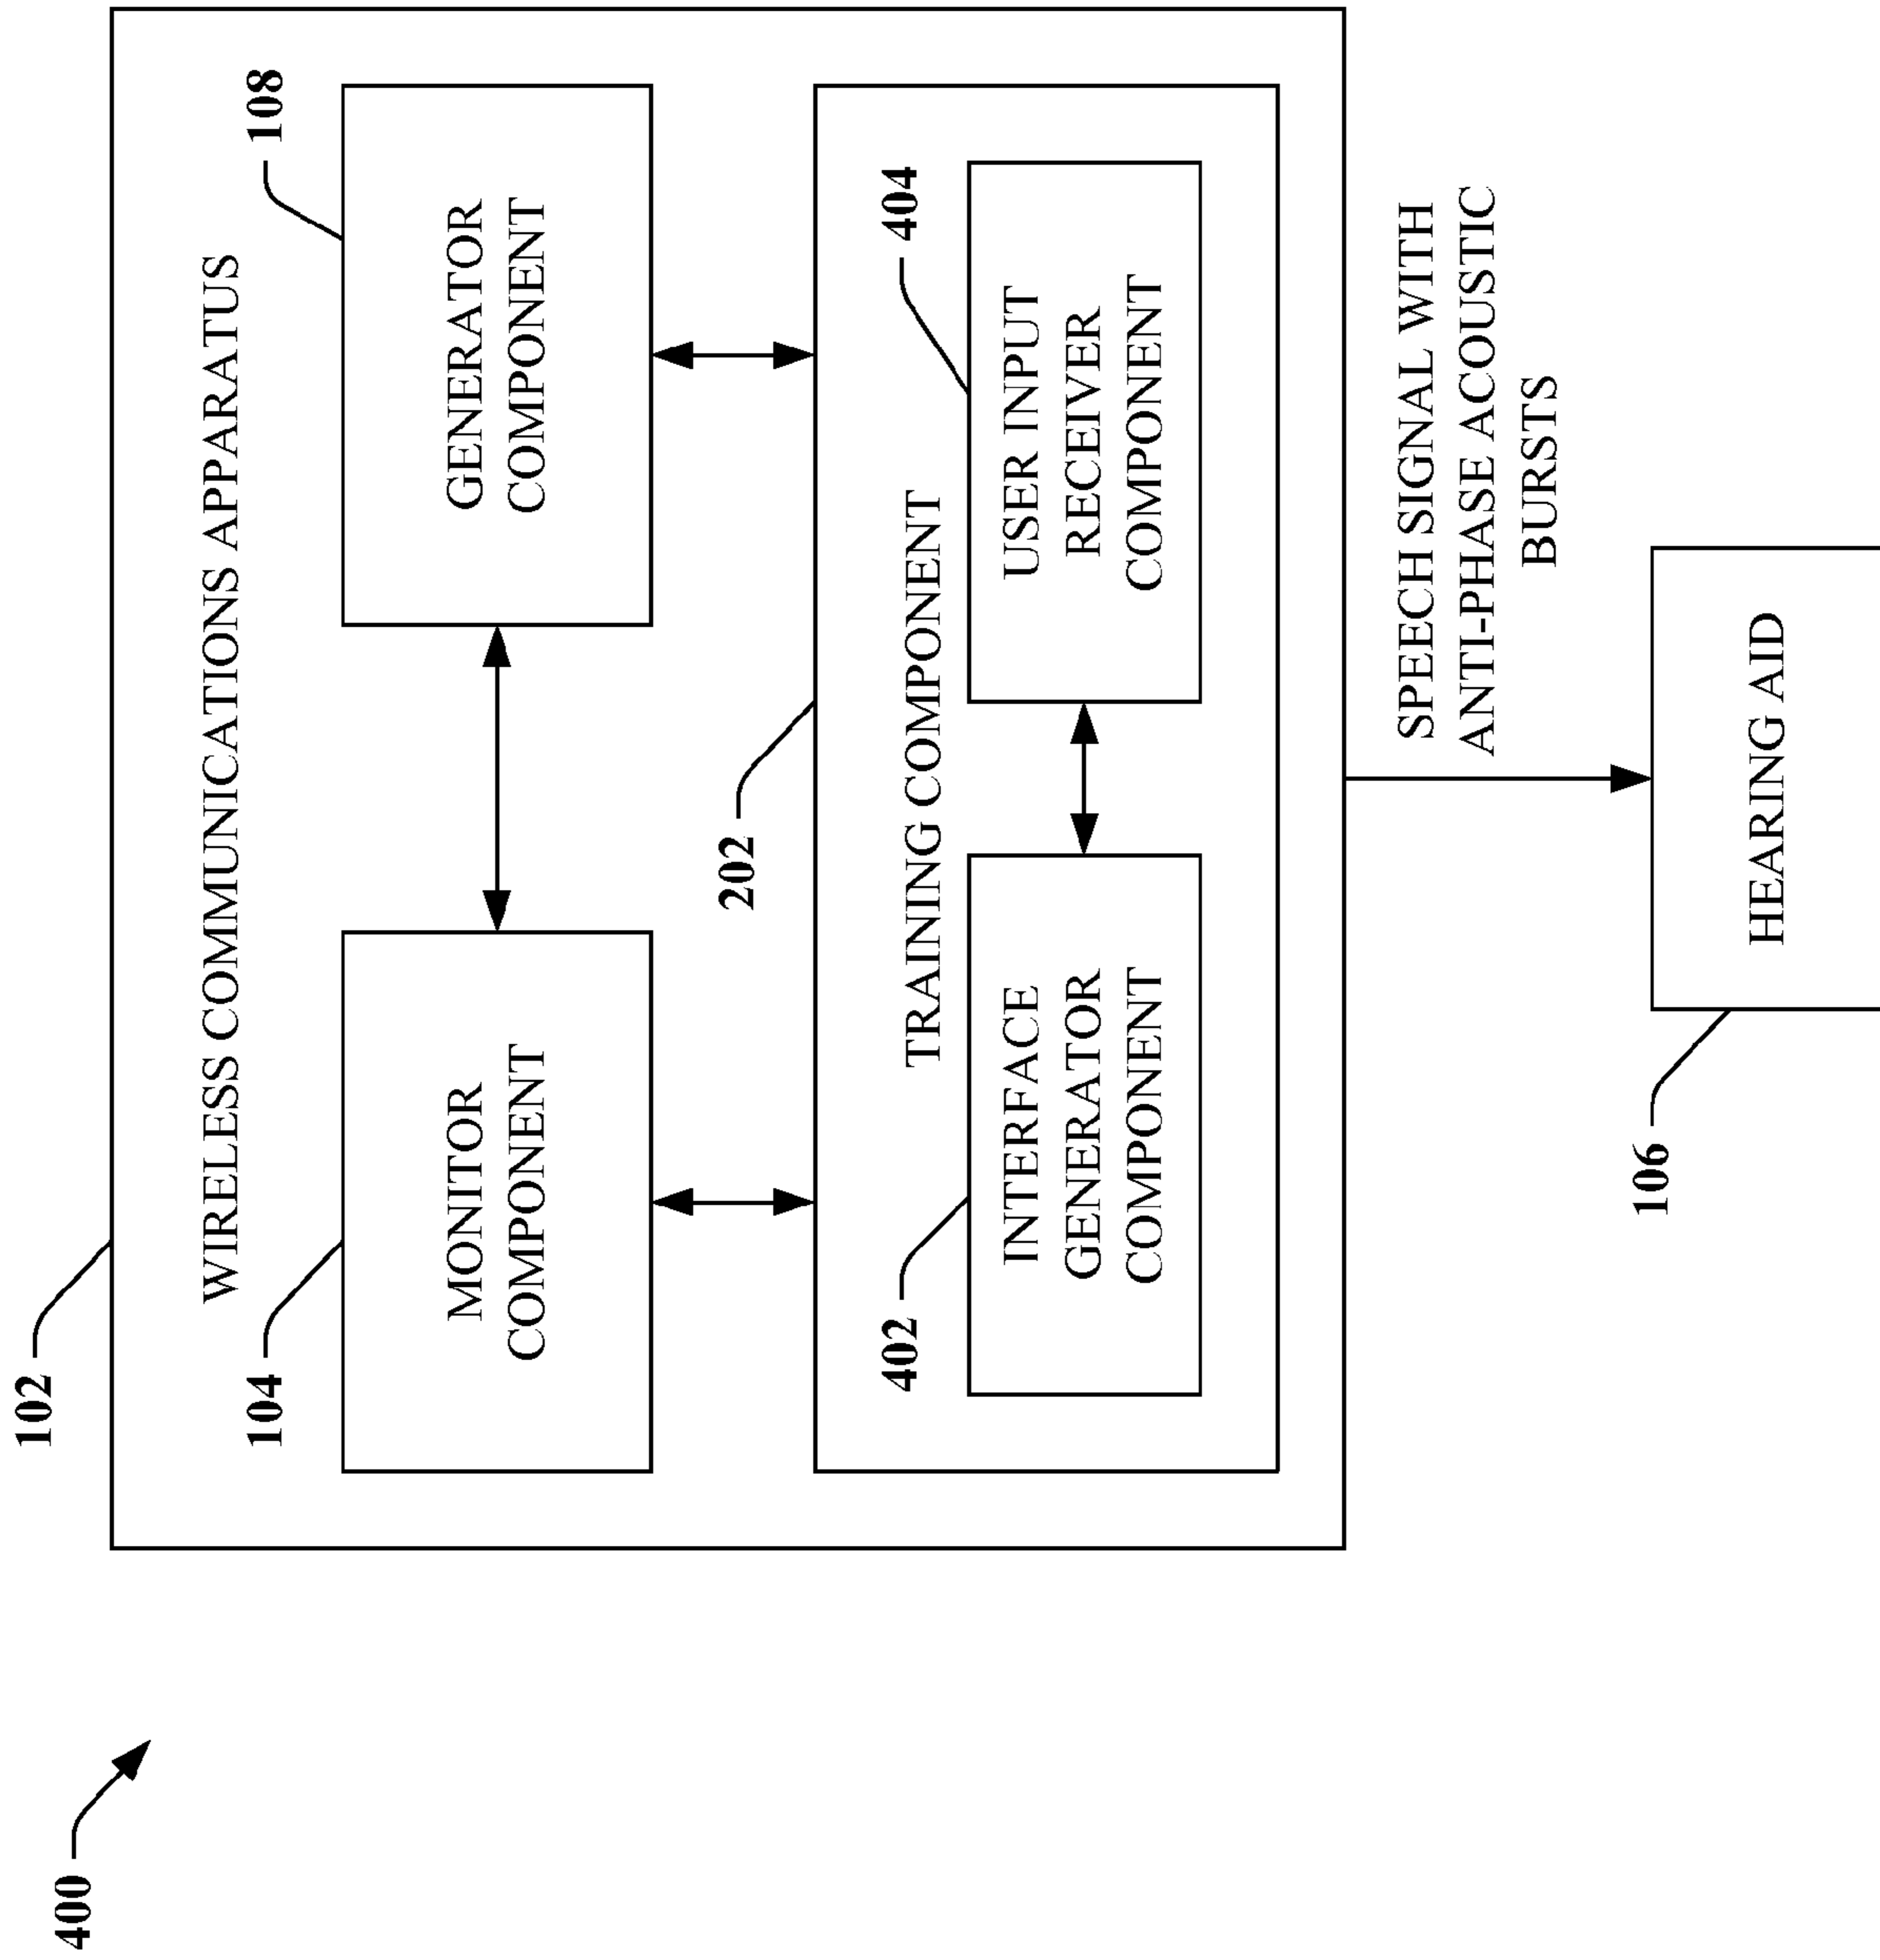 400
102
WIRELESS COMMUNICATIONS APPARATUS
104
108
MONITOR
COMPONENT
GENERATOR
COMPONENT
202
TRAINING COMPONENT
402
404
INTERFACE
GENERATOR
COMPONENT
USER INPUT
RECEIVER
COMPONENT
SPEECH SIGNAL WITH
ANTI-PHASE ACOUSTIC
BURSTS
106
HEARING AID